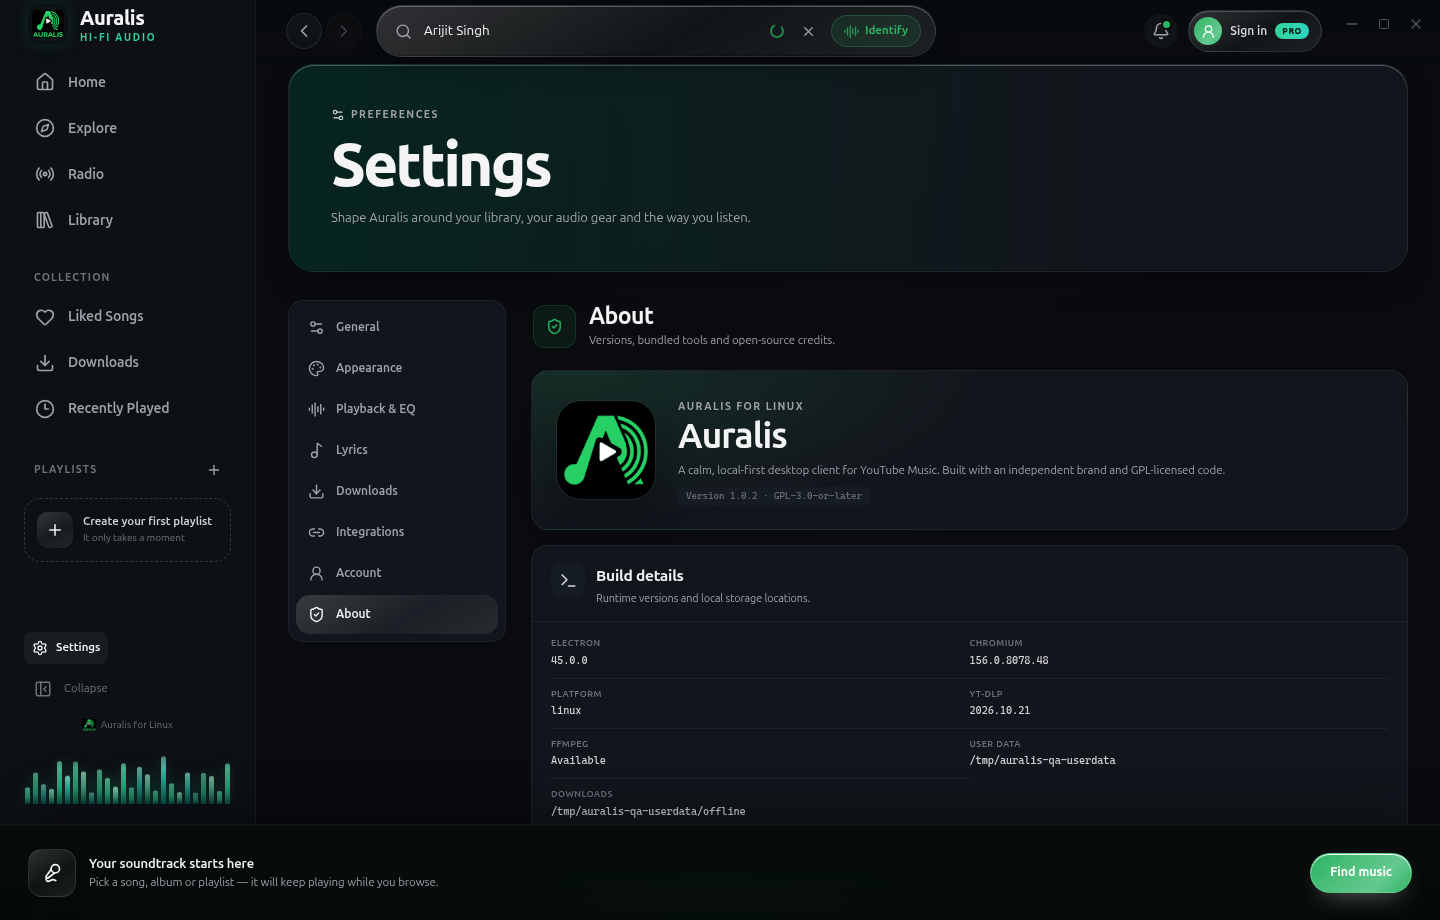 Auralis
HI-FI AUDIO
AURALIS
Arijit Singh
Identify
Sign in
PRO
Home
Explore
Radio
Library
COLLECTION
Liked Songs
Downloads
Recently Played
PLAYLISTS
Create your first playlist
It only takes a moment
Settings
Collapse
Auralis for Linux
PREFERENCES
Settings
Shape Auralis around your library, your audio gear and the way you listen.
General
Appearance
Playback & EQ
Lyrics
Downloads
Integrations
Account
About
About
Versions, bundled tools and open-source credits.
AURALIS FOR LINUX
Auralis
A calm, local-first desktop client for YouTube Music. Built with an independent brand and GPL-licensed code.
Version 1.0.2 · GPL-3.0-or-later
Build details
Runtime versions and local storage locations.
ELECTRON
45.0.0
CHROMIUM
156.0.8078.48
PLATFORM
linux
YT-DLP
2026.10.21
FFMPEG
Available
USER DATA
/tmp/auralis-qa-userdata
DOWNLOADS
/tmp/auralis-qa-userdata/offline
Your soundtrack starts here
Pick a song, album or playlist — it will keep playing while you browse.
Find music